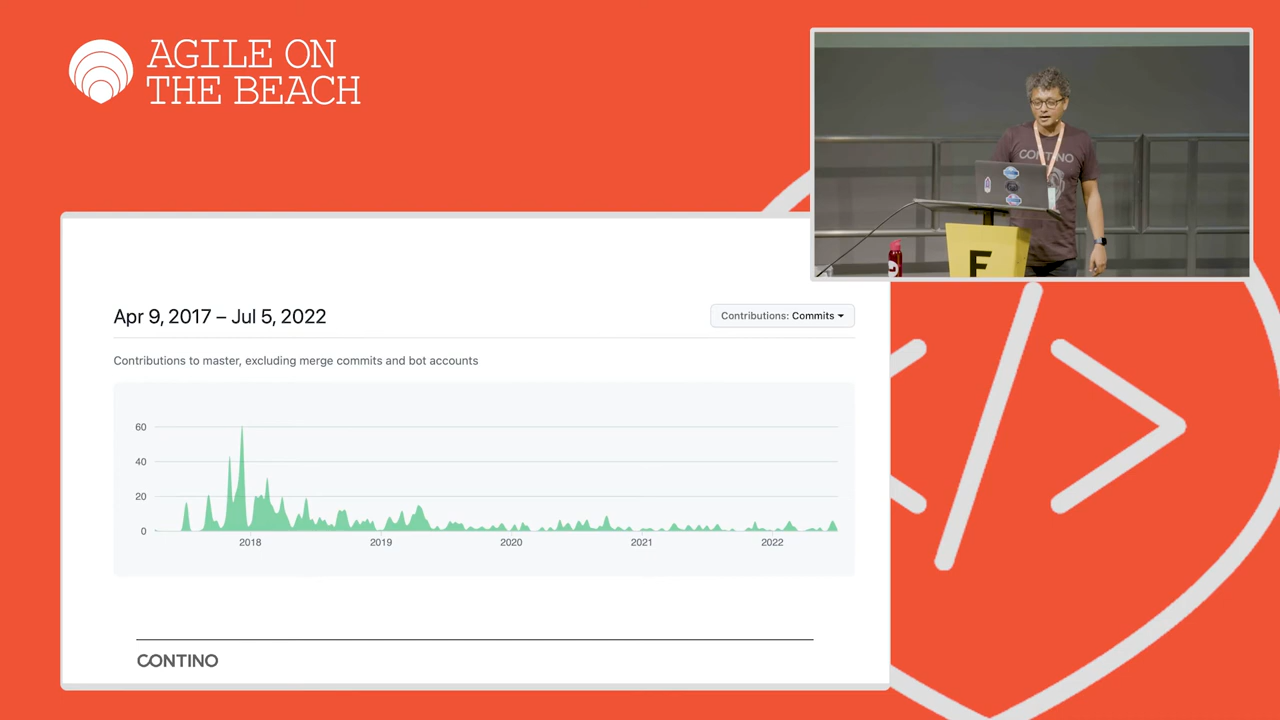 AGILE ON
THE BEACH
CONTINO
F
Apr 9, 2017 – Jul 5, 2022
Contributions: Commits
Contributions to master, excluding merge commits and bot accounts
60
40
20
0
2018
2019
2020
2021
2022
CONTINO